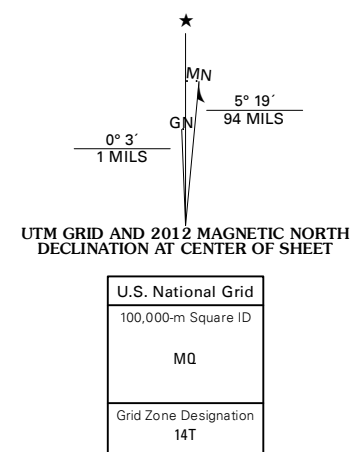 ★
MN
5° 19´
94 MILS
GN
0° 3´
1 MILS
UTM GRID AND 2012 MAGNETIC NORTH
DECLINATION AT CENTER OF SHEET
U.S. National Grid
100,000-m Square ID
MQ
Grid Zone Designation
14T